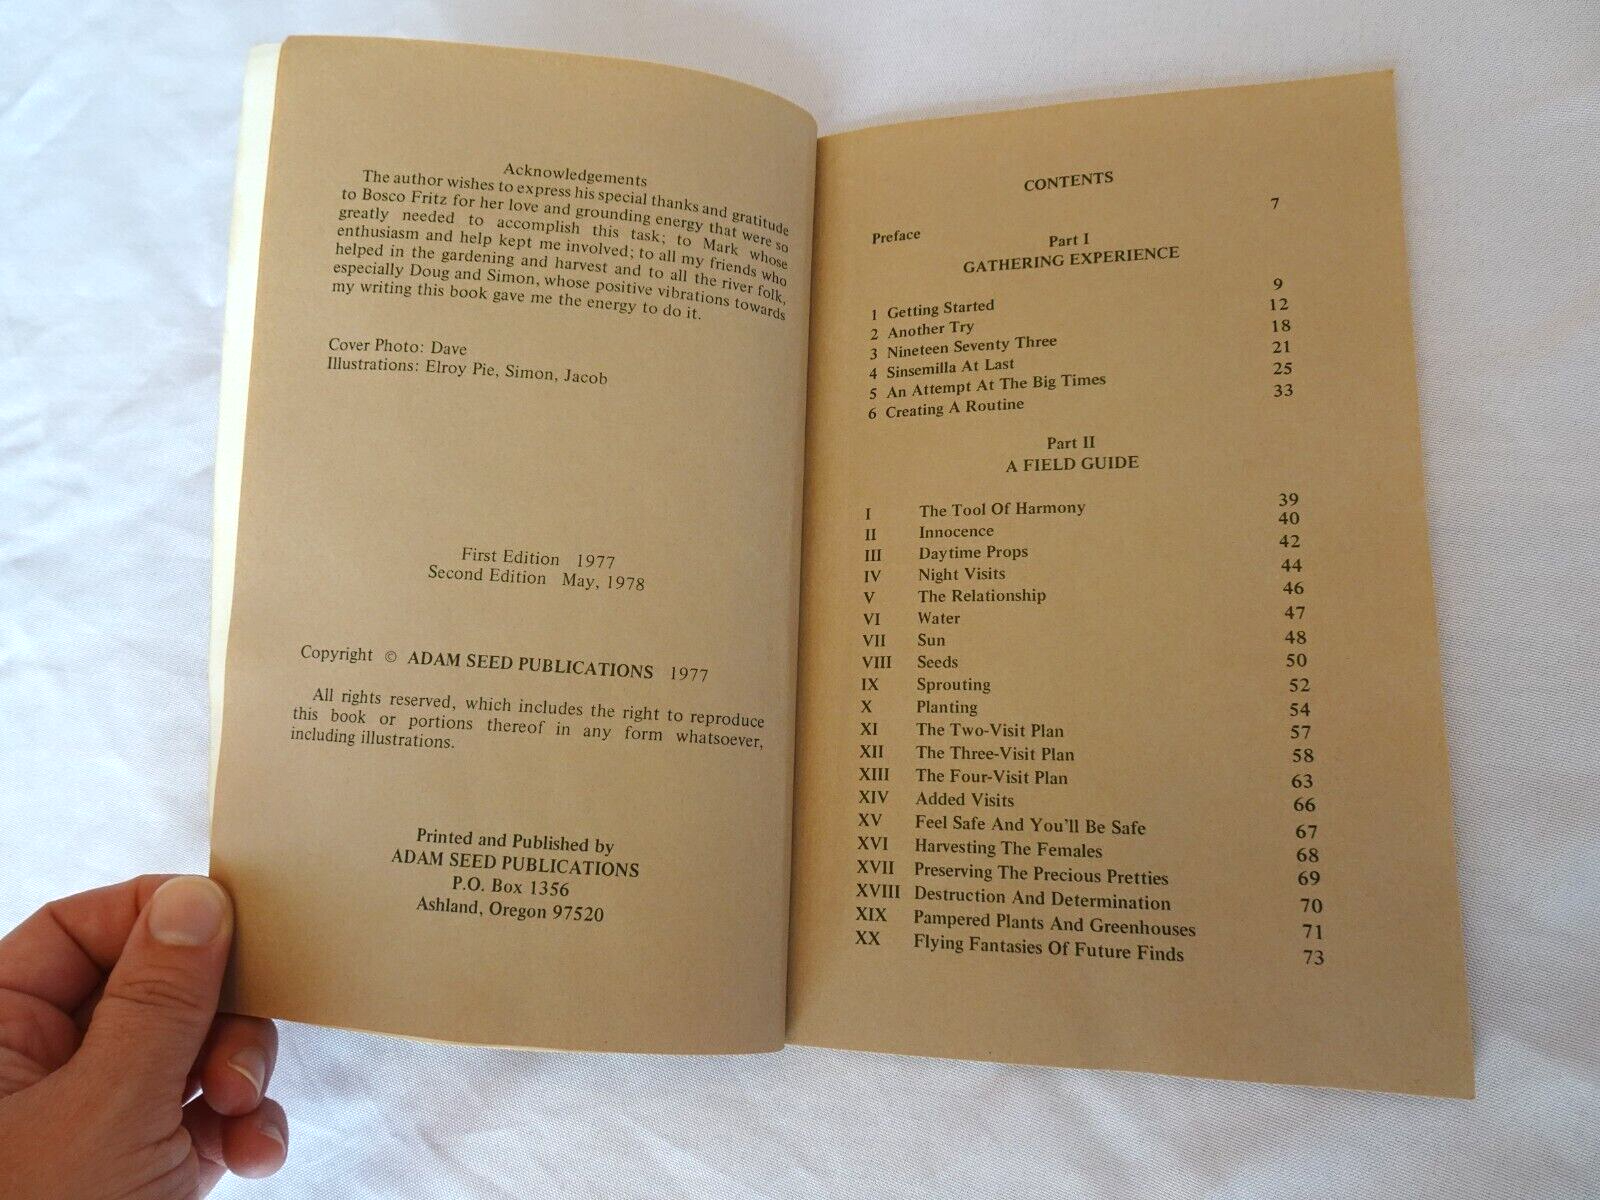 Acknowledgements
The author wishes to express his special thanks and gratitude
to Bosco Fritz for her love and grounding energy that were so
greatly needed to accomplish this task; to Mark whose
enthusiasm and help kept me involved; to all my friends who
helped in the gardening and harvest and to all the river folk,
especially Doug and Simon, whose positive vibrations towards
my writing this book gave me the energy to do it.
Cover Photo: Dave
Illustrations: Elroy Pie, Simon, Jacob
First Edition 1977
Second Edition May, 1978
Copyright © ADAM SEED PUBLICATIONS 1977
All rights reserved, which includes the right to reproduce
this book or portions thereof in any form whatsoever,
including illustrations.
Printed and Published by
ADAM SEED PUBLICATIONS
P.O. Box 1356
Ashland, Oregon 97520
CONTENTS
Preface 7
Part I
GATHERING EXPERIENCE
1 Getting Started 9
2 Another Try 12
3 Nineteen Seventy Three 18
4 Sinsemilla At Last 21
5 An Attempt At The Big Times 25
6 Creating A Routine 33
Part II
A FIELD GUIDE
I The Tool Of Harmony 39
II Innocence 40
III Daytime Props 42
IV Night Visits 44
V The Relationship 46
VI Water 47
VII Sun 48
VIII Seeds 50
IX Sprouting 52
X Planting 54
XI The Two-Visit Plan 57
XII The Three-Visit Plan 58
XIII The Four-Visit Plan 63
XIV Added Visits 66
XV Feel Safe And You'll Be Safe 67
XVI Harvesting The Females 68
XVII Preserving The Precious Pretties 69
XVIII Destruction And Determination 70
XIX Pampered Plants And Greenhouses 71
XX Flying Fantasies Of Future Finds 73